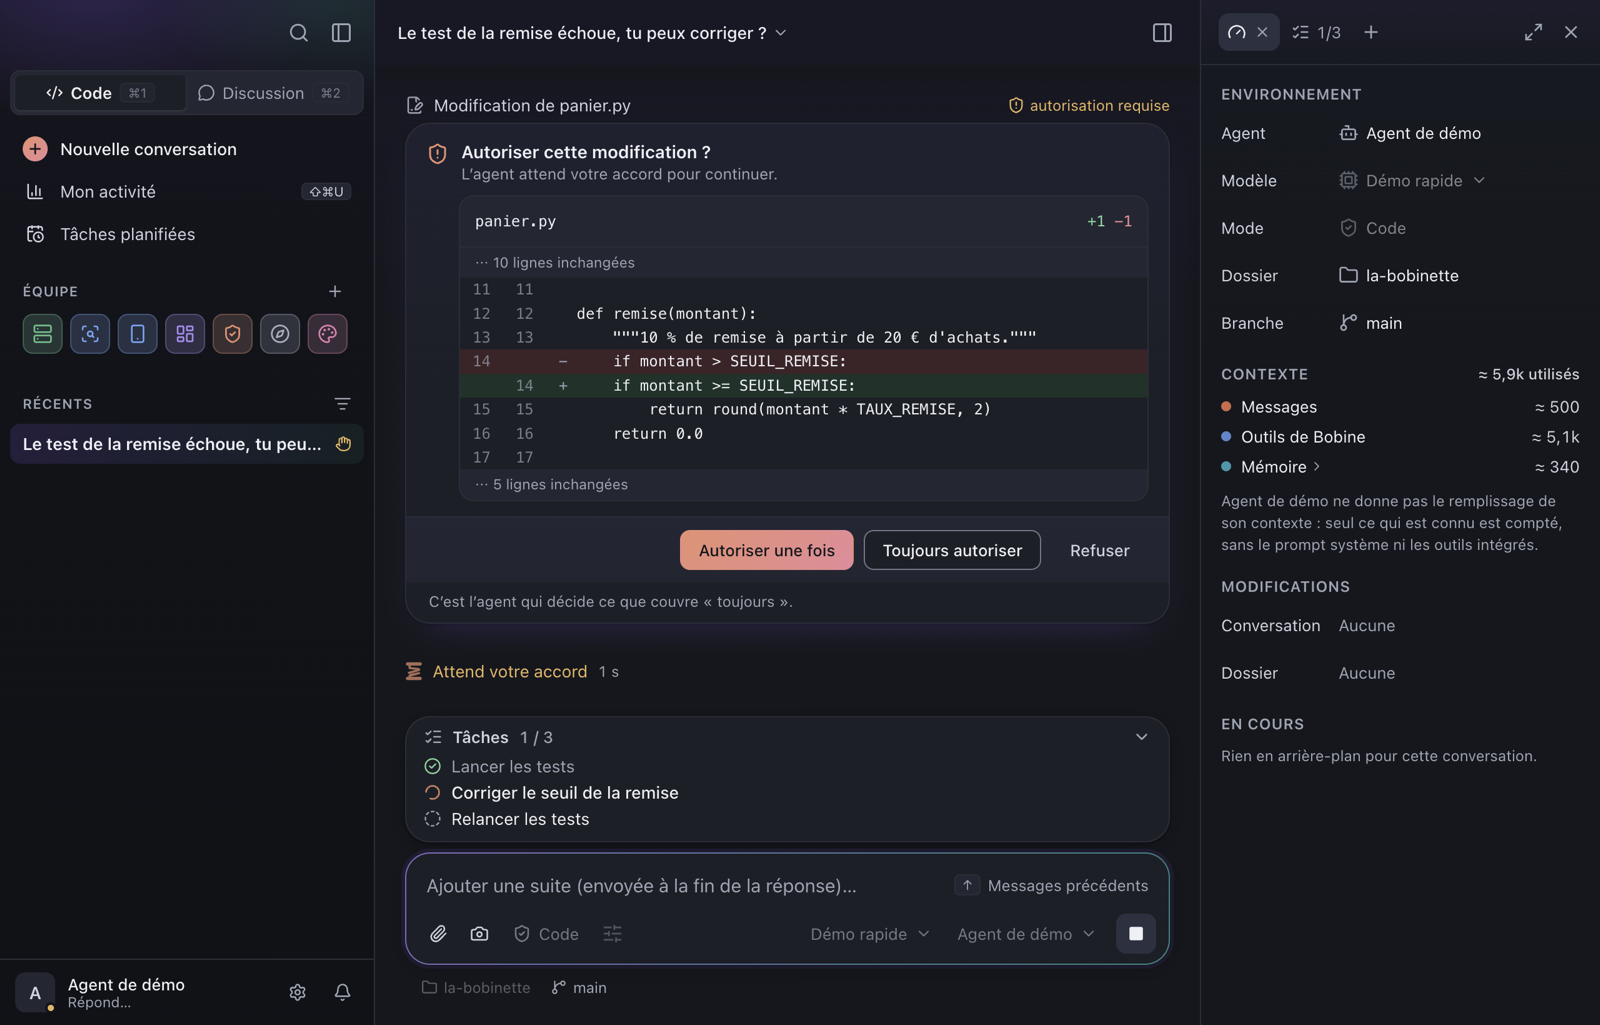 Code ⌘1
Discussion ⌘2
Nouvelle conversation
Mon activité ⇧⌘U
Tâches planifiées
ÉQUIPE
RÉCENTS
Le test de la remise échoue, tu peu...
A
Agent de démo
Répond...
Le test de la remise échoue, tu peux corriger ?
Modification de panier.py
autorisation requise
Autoriser cette modification ?
L’agent attend votre accord pour continuer.
panier.py +1 −1
··· 10 lignes inchangées
11 11
12 12 def remise(montant):
13 13 """10 % de remise à partir de 20 € d'achats."""
14 − if montant > SEUIL_REMISE:
14 + if montant >= SEUIL_REMISE:
15 15 return round(montant * TAUX_REMISE, 2)
16 16 return 0.0
17 17
··· 5 lignes inchangées
Autoriser une fois
Toujours autoriser
Refuser
C’est l’agent qui décide ce que couvre « toujours ».
Attend votre accord 1 s
Tâches 1 / 3
Lancer les tests
Corriger le seuil de la remise
Relancer les tests
Ajouter une suite (envoyée à la fin de la réponse)...
↑ Messages précédents
Code
Démo rapide
Agent de démo
la-bobinette
main
1/3
ENVIRONNEMENT
Agent Agent de démo
Modèle Démo rapide
Mode Code
Dossier la-bobinette
Branche main
CONTEXTE ≈ 5,9k utilisés
Messages ≈ 500
Outils de Bobine ≈ 5,1k
Mémoire ≈ 340
Agent de démo ne donne pas le remplissage de
son contexte : seul ce qui est connu est compté,
sans le prompt système ni les outils intégrés.
MODIFICATIONS
Conversation Aucune
Dossier Aucune
EN COURS
Rien en arrière-plan pour cette conversation.